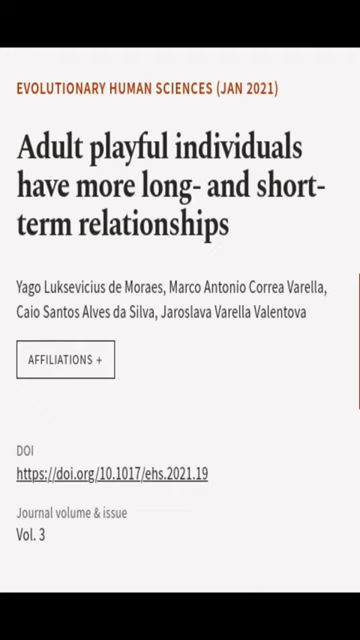 EVOLUTIONARY HUMAN SCIENCES (JAN 2021)
Adult playful individuals
have more long- and short-
term relationships
Yago Luksevicius de Moraes, Marco Antonio Correa Varella,
Caio Santos Alves da Silva, Jaroslava Varella Valentova
AFFILIATIONS +
DOI
https://doi.org/10.1017/ehs.2021.19
Journal volume & issue
Vol. 3